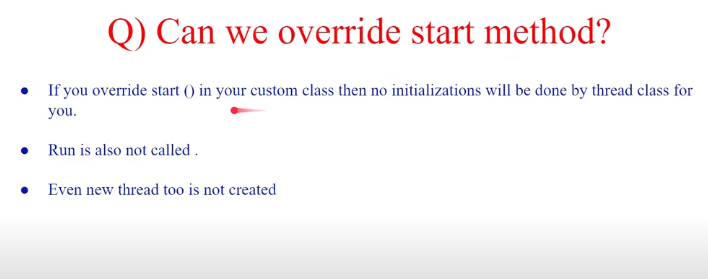 Q) Can we override start method?
● If you override start () in your custom class then no initializations will be done by thread class for
you.
● Run is also not called .
● Even new thread too is not created